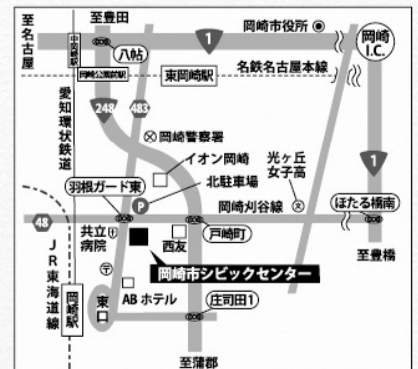 至名古屋
至豊田
岡崎市役所
岡崎I.C.
中岡崎駅
八帖
1
岡崎公園前駅
東岡崎駅
名鉄名古屋本線
愛知環状鉄道
248
483
岡崎警察署
1
イオン岡崎
光ヶ丘女子高
羽根ガード東
北駐車場
P
岡崎刈谷線
ほたる橋南
48
共立病院
西友
戸崎町
至豊橋
JR東海道線
岡崎市シビックセンター
岡崎駅
〒
ABホテル
東口
庄司田1
至蒲郡